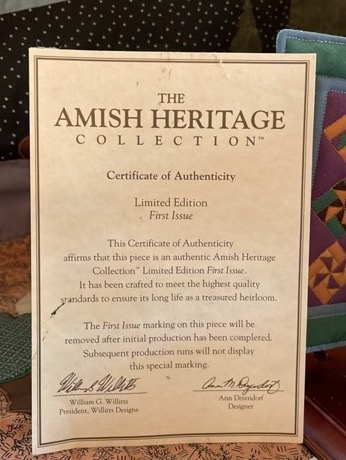 THE
AMISH HERITAGE
COLLECTION™
Certificate of Authenticity
Limited Edition
First Issue
This Certificate of Authenticity
affirms that this piece is an authentic Amish Heritage
Collection™ Limited Edition First Issue.
It has been crafted to meet the highest quality
standards to ensure its long life as a treasured heirloom.
The First Issue marking on this piece will be
removed after initial production has been completed.
Subsequent production runs will not display
this special marking.
William G. Willitts
President, Willitts Designs
Ann M. Dezendorf
Ann Dezendorf
Designer